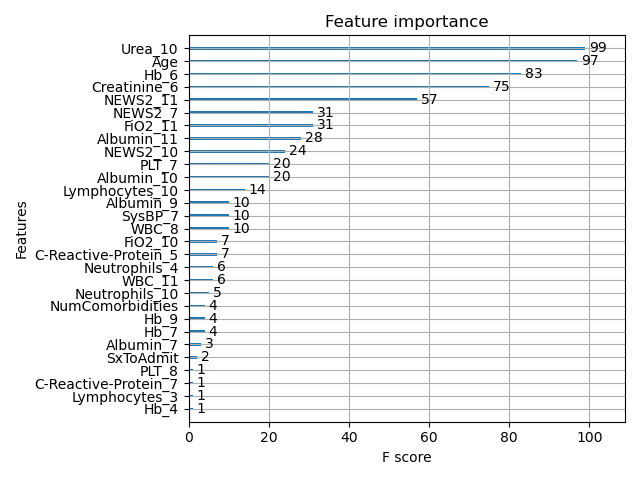 Feature importance
Features
Urea_10 99
Age 97
Hb_6 83
Creatinine_6 75
NEWS2_11 57
NEWS2_7 31
FiO2_11 31
Albumin_11 28
NEWS2_10 24
PLT_7 20
Albumin_10 20
Lymphocytes_10 14
Albumin_9 10
SysBP_7 10
WBC_8 10
FiO2_10 7
C-Reactive-Protein_5 7
Neutrophils_4 6
WBC_11 6
Neutrophils_10 5
NumComorbidities 4
Hb_9 4
Hb_7 4
Albumin_7 3
SxToAdmit 2
PLT_8 1
C-Reactive-Protein_7 1
Lymphocytes_3 1
Hb_4 1
0 20 40 60 80 100
F score